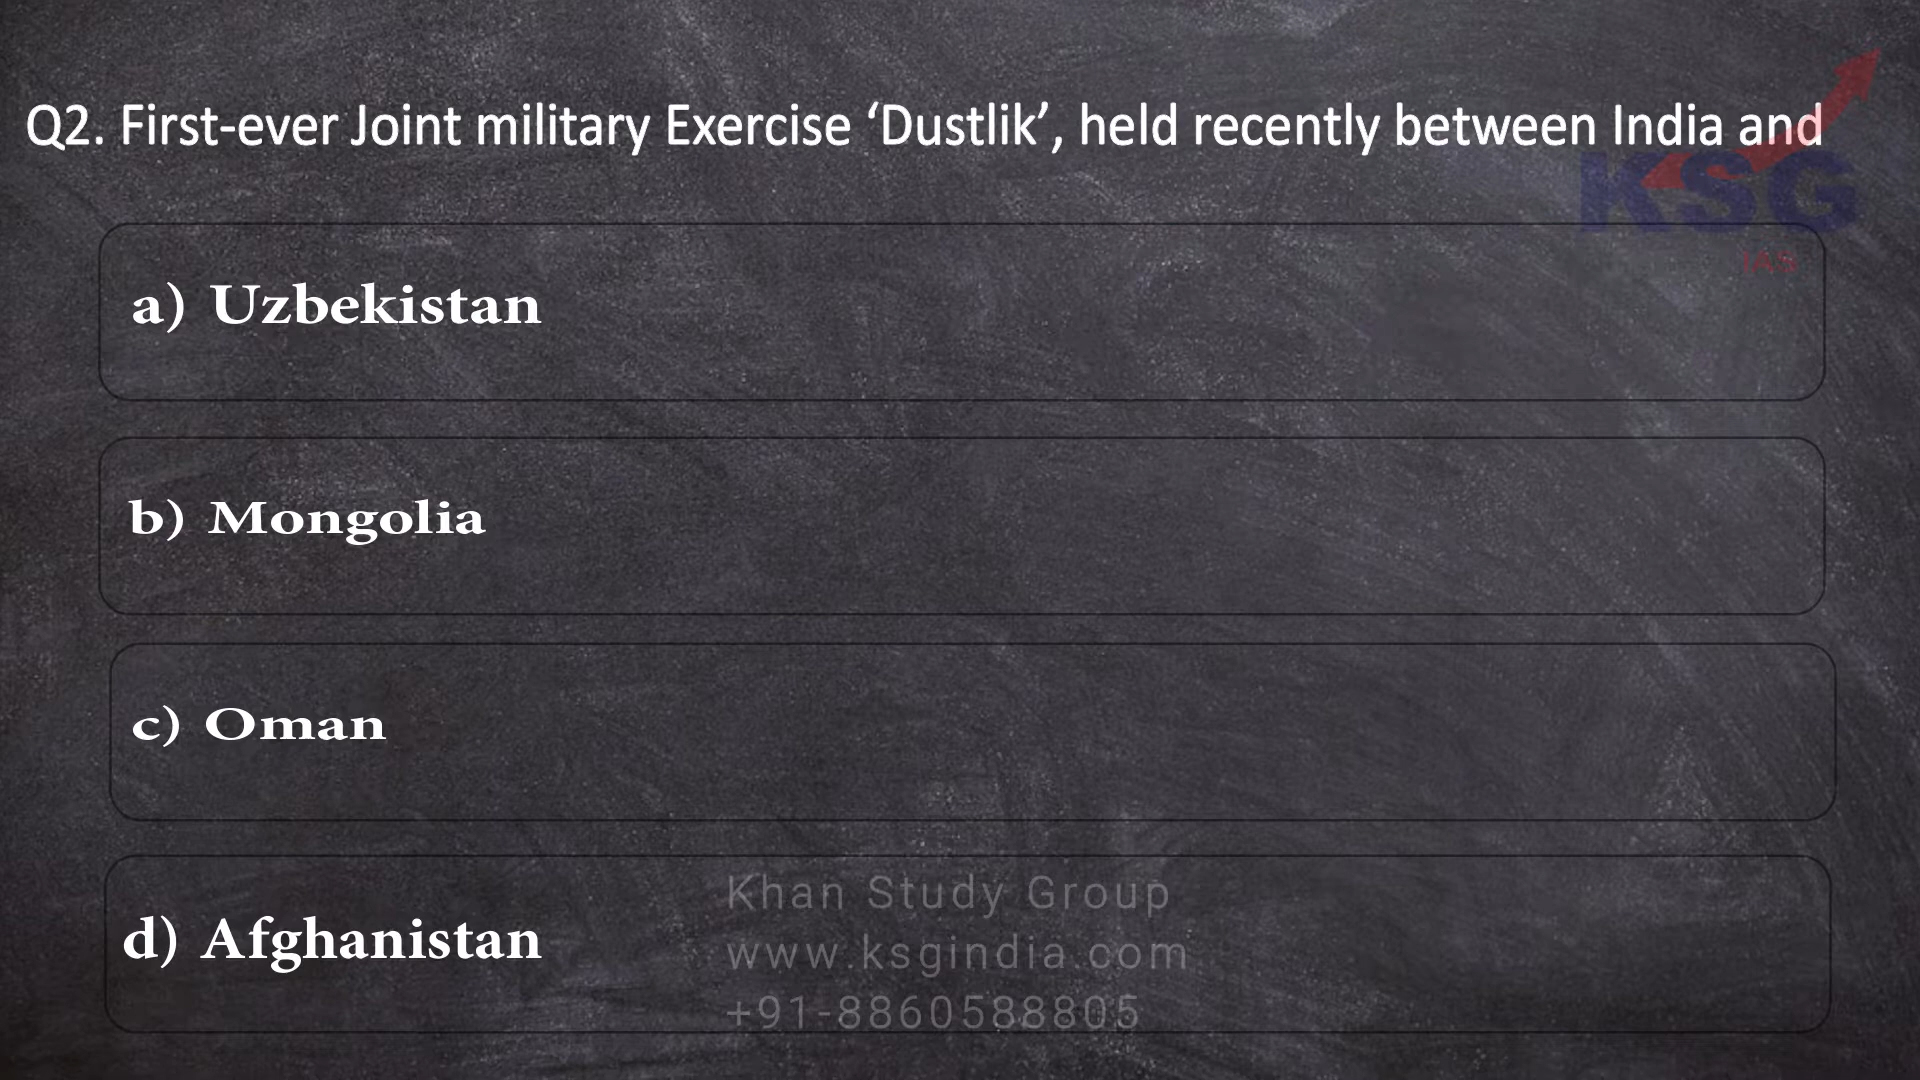 Q2. First-ever Joint military Exercise ‘Dustlik’, held recently between India and
KSG
IAS
a) Uzbekistan
b) Mongolia
c) Oman
d) Afghanistan
Khan Study Group
www.ksgindia.com
+91-8860588805